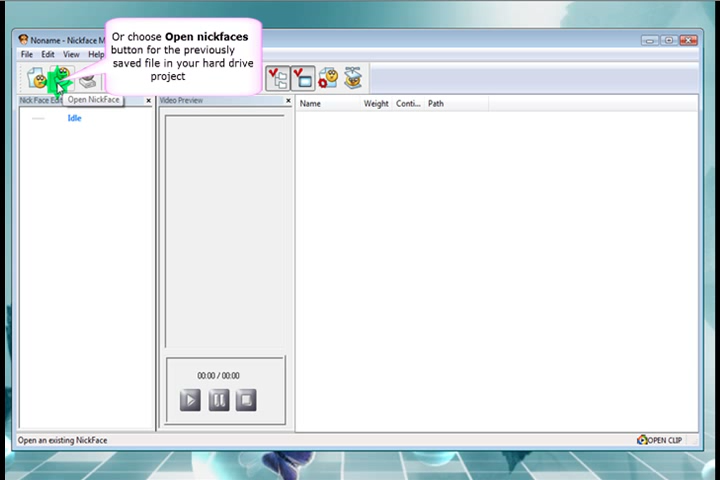 Or choose Open nickfaces
button for the previously
saved file in your hard drive
project
Noname - Nickface M
File Edit View Help
Open NickFace
Nick Face Edi
Video Preview
Name Weight Conti... Path
Idle
00:00 / 00:00
Open an existing NickFace
OPEN CLIP